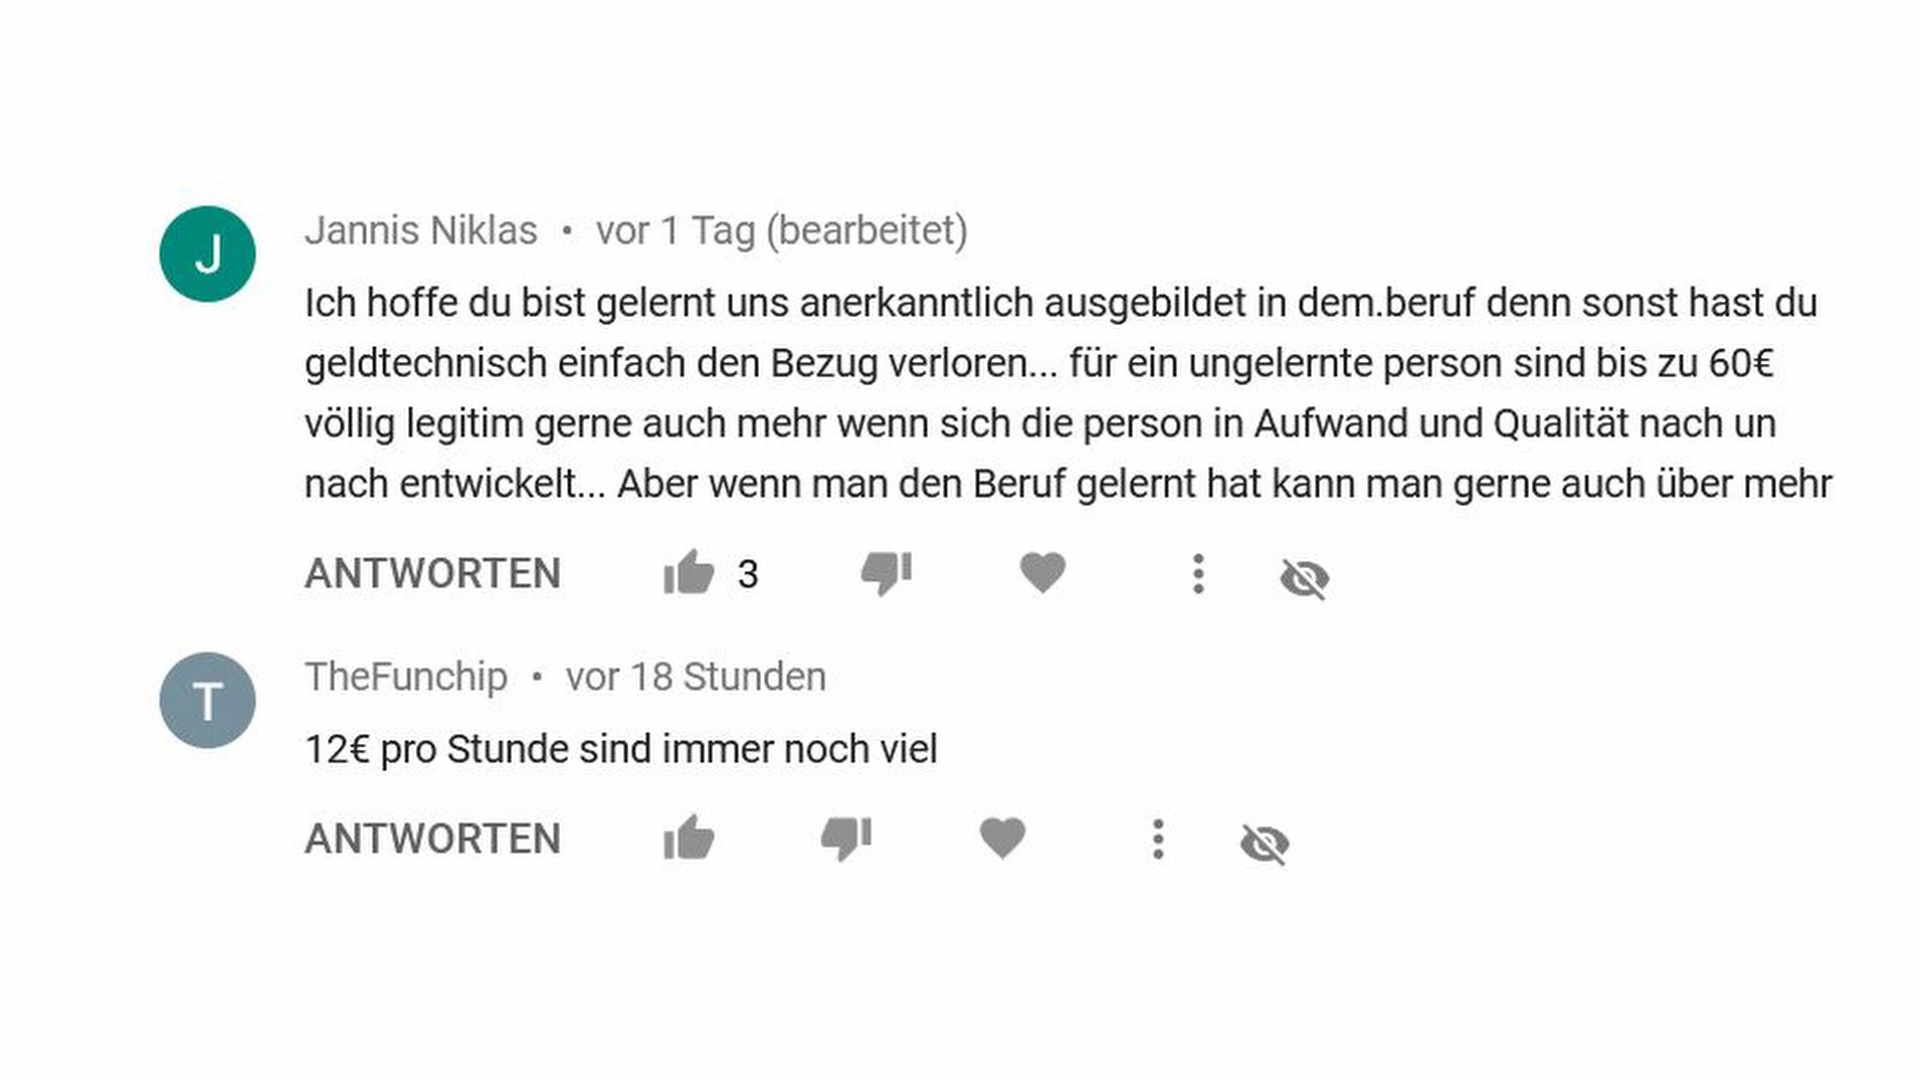 J
Jannis Niklas • vor 1 Tag (bearbeitet)
Ich hoffe du bist gelernt uns anerkanntlich ausgebildet in dem.beruf denn sonst hast du
geldtechnisch einfach den Bezug verloren... für ein ungelernte person sind bis zu 60€
völlig legitim gerne auch mehr wenn sich die person in Aufwand und Qualität nach un
nach entwickelt... Aber wenn man den Beruf gelernt hat kann man gerne auch über mehr
ANTWORTEN 3
T
TheFunchip • vor 18 Stunden
12€ pro Stunde sind immer noch viel
ANTWORTEN